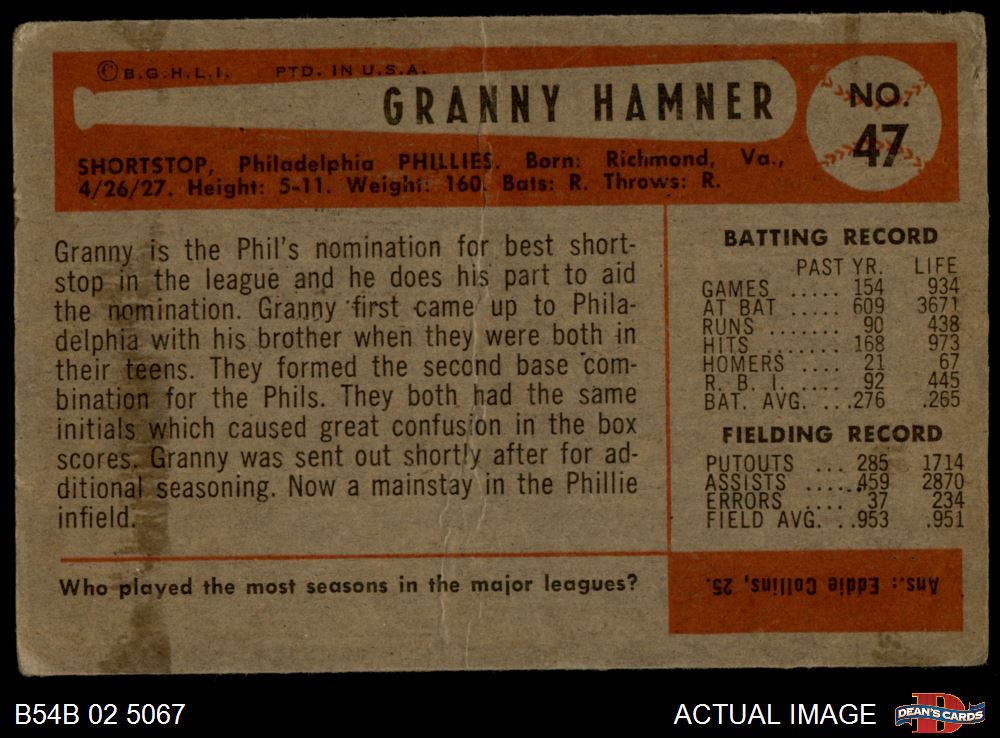 ©B.G.H.L.I. PTD. IN U.S.A.
GRANNY HAMNER
NO.
47
SHORTSTOP, Philadelphia PHILLIES. Born: Richmond, Va.,
4/26/27. Height: 5-11. Weight: 160. Bats: R. Throws: R.
Granny is the Phil's nomination for best short-
stop in the league and he does his part to aid
the nomination. Granny first came up to Phila-
delphia with his brother when they were both in
their teens. They formed the second base com-
bination for the Phils. They both had the same
initials which caused great confusion in the box
scores. Granny was sent out shortly after for ad-
ditional seasoning. Now a mainstay in the Phillie
infield.
BATTING RECORD
PAST YR. LIFE
GAMES ..... 154 934
AT BAT ..... 609 3671
RUNS ....... 90 438
HITS ....... 168 973
HOMERS .... 21 67
R. B. I. .... 92 445
BAT. AVG. ...276 .265
FIELDING RECORD
PUTOUTS ... 285 1714
ASSISTS ..... 459 2870
ERRORS .... 37 234
FIELD AVG. ..953 .951
Who played the most seasons in the major leagues?
Ans.: Eddie Collins, 25.
B54B 02 5067
ACTUAL IMAGE
DEAN'S CARDS